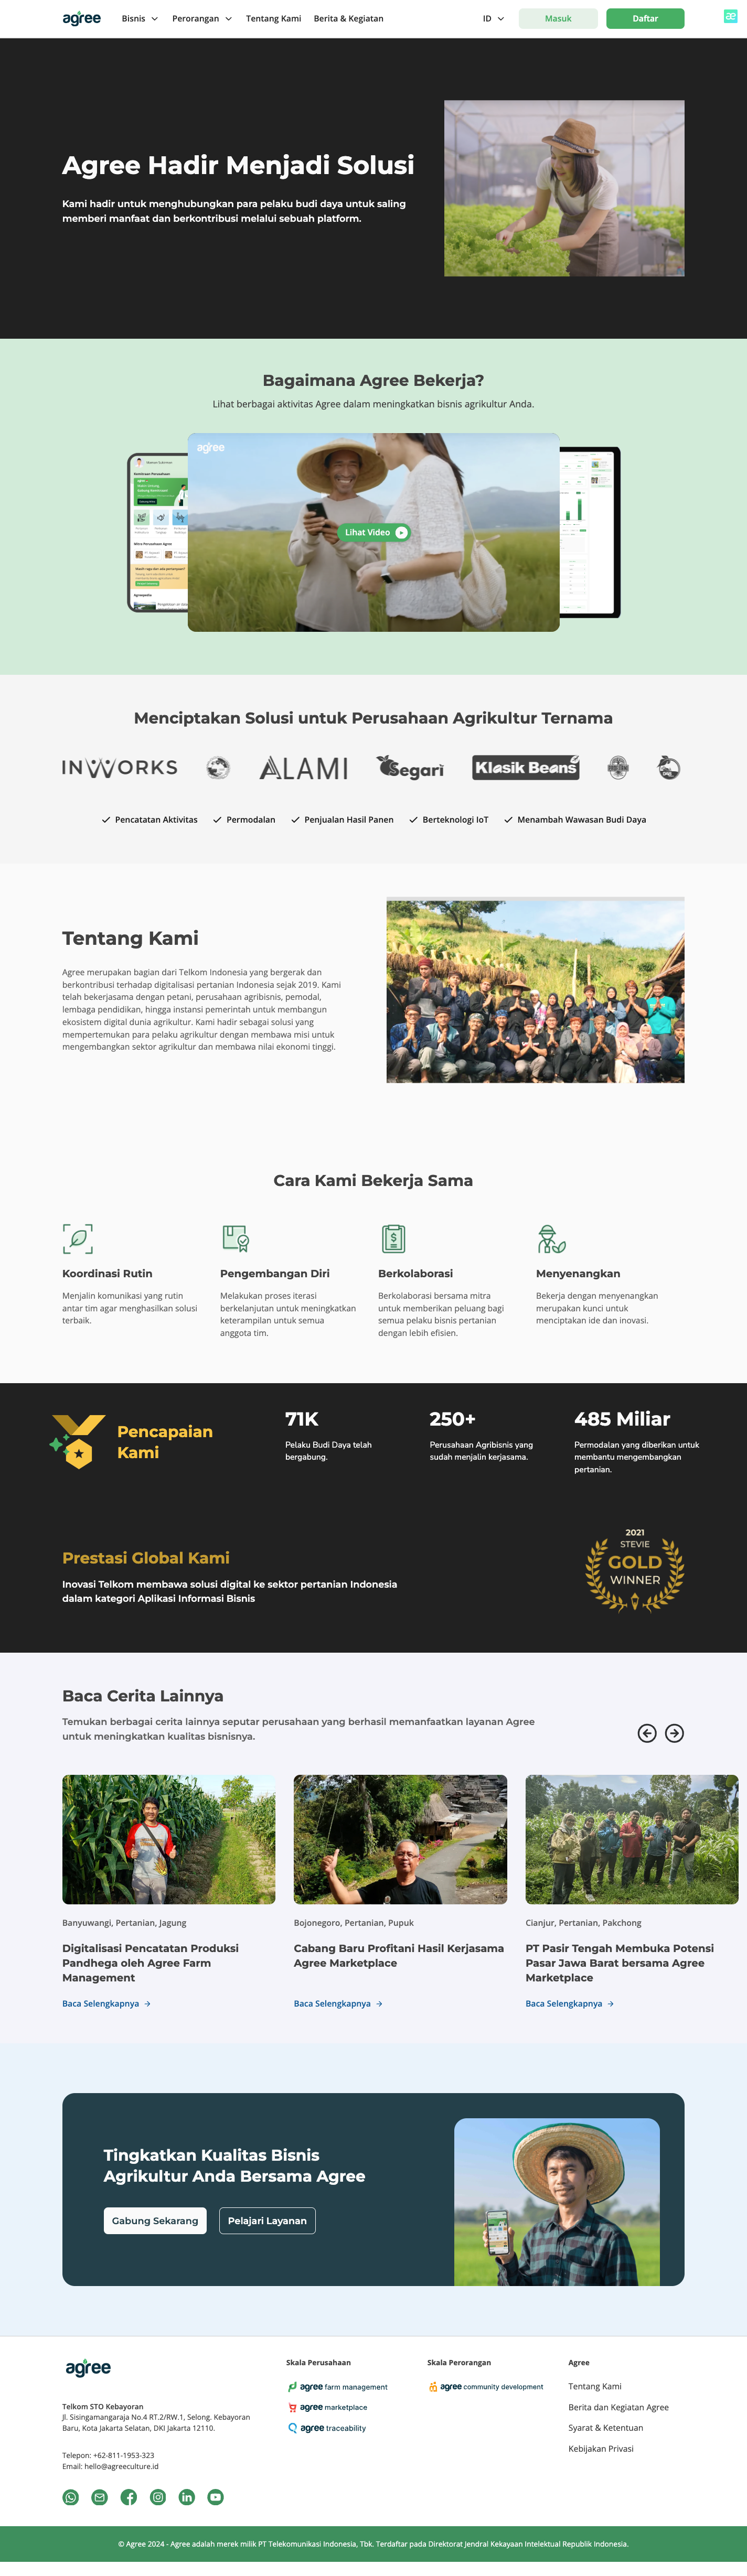 agree
Bisnis
Perorangan
Tentang Kami
Berita & Kegiatan
ID
Masuk
Daftar
æ
Agree Hadir Menjadi Solusi
Kami hadir untuk menghubungkan para pelaku budi daya untuk saling
memberi manfaat dan berkontribusi melalui sebuah platform.
Bagaimana Agree Bekerja?
Lihat berbagai aktivitas Agree dalam meningkatkan bisnis agrikultur Anda.
agree
Lihat Video
Menciptakan Solusi untuk Perusahaan Agrikultur Ternama
INWORKS
ALAMI
Segari
Klasik Beans
Pencatatan Aktivitas
Permodalan
Penjualan Hasil Panen
Berteknologi IoT
Menambah Wawasan Budi Daya
Tentang Kami
Agree merupakan bagian dari Telkom Indonesia yang bergerak dan
berkontribusi terhadap digitalisasi pertanian Indonesia sejak 2019. Kami
telah bekerjasama dengan petani, perusahaan agribisnis, pemodal,
lembaga pendidikan, hingga instansi pemerintah untuk membangun
ekosistem digital dunia agrikultur. Kami hadir sebagai solusi yang
mempertemukan para pelaku agrikultur dengan membawa misi untuk
mengembangkan sektor agrikultur dan membawa nilai ekonomi tinggi.
Cara Kami Bekerja Sama
Koordinasi Rutin
Menjalin komunikasi yang rutin
antar tim agar menghasilkan solusi
terbaik.
Pengembangan Diri
Melakukan proses iterasi
berkelanjutan untuk meningkatkan
keterampilan untuk semua
anggota tim.
Berkolaborasi
Berkolaborasi bersama mitra
untuk memberikan peluang bagi
semua pelaku bisnis pertanian
dengan lebih efisien.
Menyenangkan
Bekerja dengan menyenangkan
merupakan kunci untuk
menciptakan ide dan inovasi.
Pencapaian
Kami
71K
Pelaku Budi Daya telah
bergabung.
250+
Perusahaan Agribisnis yang
sudah menjalin kerjasama.
485 Miliar
Permodalan yang diberikan untuk
membantu mengembangkan
pertanian.
Prestasi Global Kami
Inovasi Telkom membawa solusi digital ke sektor pertanian Indonesia
dalam kategori Aplikasi Informasi Bisnis
2021
STEVIE
GOLD
WINNER
Baca Cerita Lainnya
Temukan berbagai cerita lainnya seputar perusahaan yang berhasil memanfaatkan layanan Agree
untuk meningkatkan kualitas bisnisnya.
Banyuwangi, Pertanian, Jagung
Digitalisasi Pencatatan Produksi
Pandhega oleh Agree Farm
Management
Baca Selengkapnya
Bojonegoro, Pertanian, Pupuk
Cabang Baru Profitani Hasil Kerjasama
Agree Marketplace
Baca Selengkapnya
Cianjur, Pertanian, Pakchong
PT Pasir Tengah Membuka Potensi
Pasar Jawa Barat bersama Agree
Marketplace
Baca Selengkapnya
Tingkatkan Kualitas Bisnis
Agrikultur Anda Bersama Agree
Gabung Sekarang
Pelajari Layanan
agree
Telkom STO Kebayoran
Jl. Sisingamangaraja No.4 RT.2/RW.1, Selong. Kebayoran
Baru, Kota Jakarta Selatan, DKI Jakarta 12110.
Telepon: +62-811-1953-323
Email: hello@agreeculture.id
Skala Perusahaan
agree farm management
agree marketplace
agree traceability
Skala Perorangan
agree community development
Agree
Tentang Kami
Berita dan Kegiatan Agree
Syarat & Ketentuan
Kebijakan Privasi
© Agree 2024 - Agree adalah merek milik PT Telekomunikasi Indonesia, Tbk. Terdaftar pada Direktorat Jendral Kekayaan Intelektual Republik Indonesia.